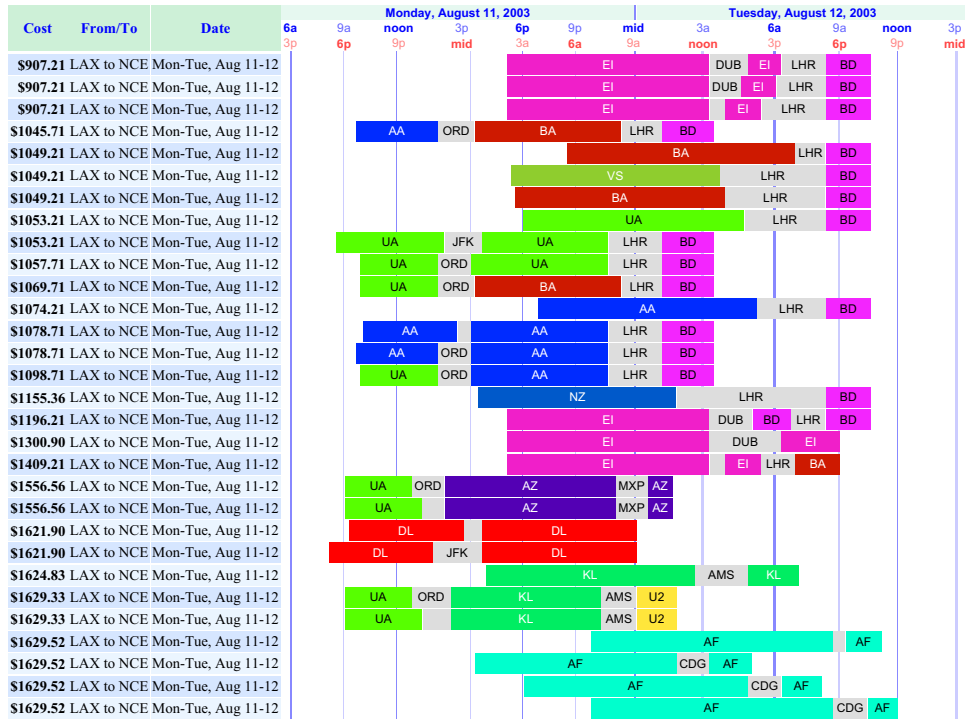 Monday, August 11, 2003 Tuesday, August 12, 2003
Cost From/To Date 6a 9a noon 3p 6p 9p mid 3a 6a 9a noon 3p
3p 6p 9p mid 3a 6a 9a noon 3p 6p 9p mid
$907.21 LAX to NCE Mon-Tue, Aug 11-12 EI DUB EI LHR BD
$907.21 LAX to NCE Mon-Tue, Aug 11-12 EI DUB EI LHR BD
$907.21 LAX to NCE Mon-Tue, Aug 11-12 EI EI LHR BD
$1045.71 LAX to NCE Mon-Tue, Aug 11-12 AA ORD BA LHR BD
$1049.21 LAX to NCE Mon-Tue, Aug 11-12 BA LHR BD
$1049.21 LAX to NCE Mon-Tue, Aug 11-12 VS LHR BD
$1049.21 LAX to NCE Mon-Tue, Aug 11-12 BA LHR BD
$1053.21 LAX to NCE Mon-Tue, Aug 11-12 UA LHR BD
$1053.21 LAX to NCE Mon-Tue, Aug 11-12 UA JFK UA LHR BD
$1057.71 LAX to NCE Mon-Tue, Aug 11-12 UA ORD UA LHR BD
$1069.71 LAX to NCE Mon-Tue, Aug 11-12 UA ORD BA LHR BD
$1074.21 LAX to NCE Mon-Tue, Aug 11-12 AA LHR BD
$1078.71 LAX to NCE Mon-Tue, Aug 11-12 AA AA LHR BD
$1078.71 LAX to NCE Mon-Tue, Aug 11-12 AA ORD AA LHR BD
$1098.71 LAX to NCE Mon-Tue, Aug 11-12 UA ORD AA LHR BD
$1155.36 LAX to NCE Mon-Tue, Aug 11-12 NZ LHR BD
$1196.21 LAX to NCE Mon-Tue, Aug 11-12 EI DUB BD LHR BD
$1300.90 LAX to NCE Mon-Tue, Aug 11-12 EI DUB EI
$1409.21 LAX to NCE Mon-Tue, Aug 11-12 EI EI LHR BA
$1556.56 LAX to NCE Mon-Tue, Aug 11-12 UA ORD AZ MXP AZ
$1556.56 LAX to NCE Mon-Tue, Aug 11-12 UA AZ MXP AZ
$1621.90 LAX to NCE Mon-Tue, Aug 11-12 DL DL
$1621.90 LAX to NCE Mon-Tue, Aug 11-12 DL JFK DL
$1624.83 LAX to NCE Mon-Tue, Aug 11-12 KL AMS KL
$1629.33 LAX to NCE Mon-Tue, Aug 11-12 UA ORD KL AMS U2
$1629.33 LAX to NCE Mon-Tue, Aug 11-12 UA KL AMS U2
$1629.52 LAX to NCE Mon-Tue, Aug 11-12 AF AF
$1629.52 LAX to NCE Mon-Tue, Aug 11-12 AF CDG AF
$1629.52 LAX to NCE Mon-Tue, Aug 11-12 AF CDG AF
$1629.52 LAX to NCE Mon-Tue, Aug 11-12 AF CDG AF